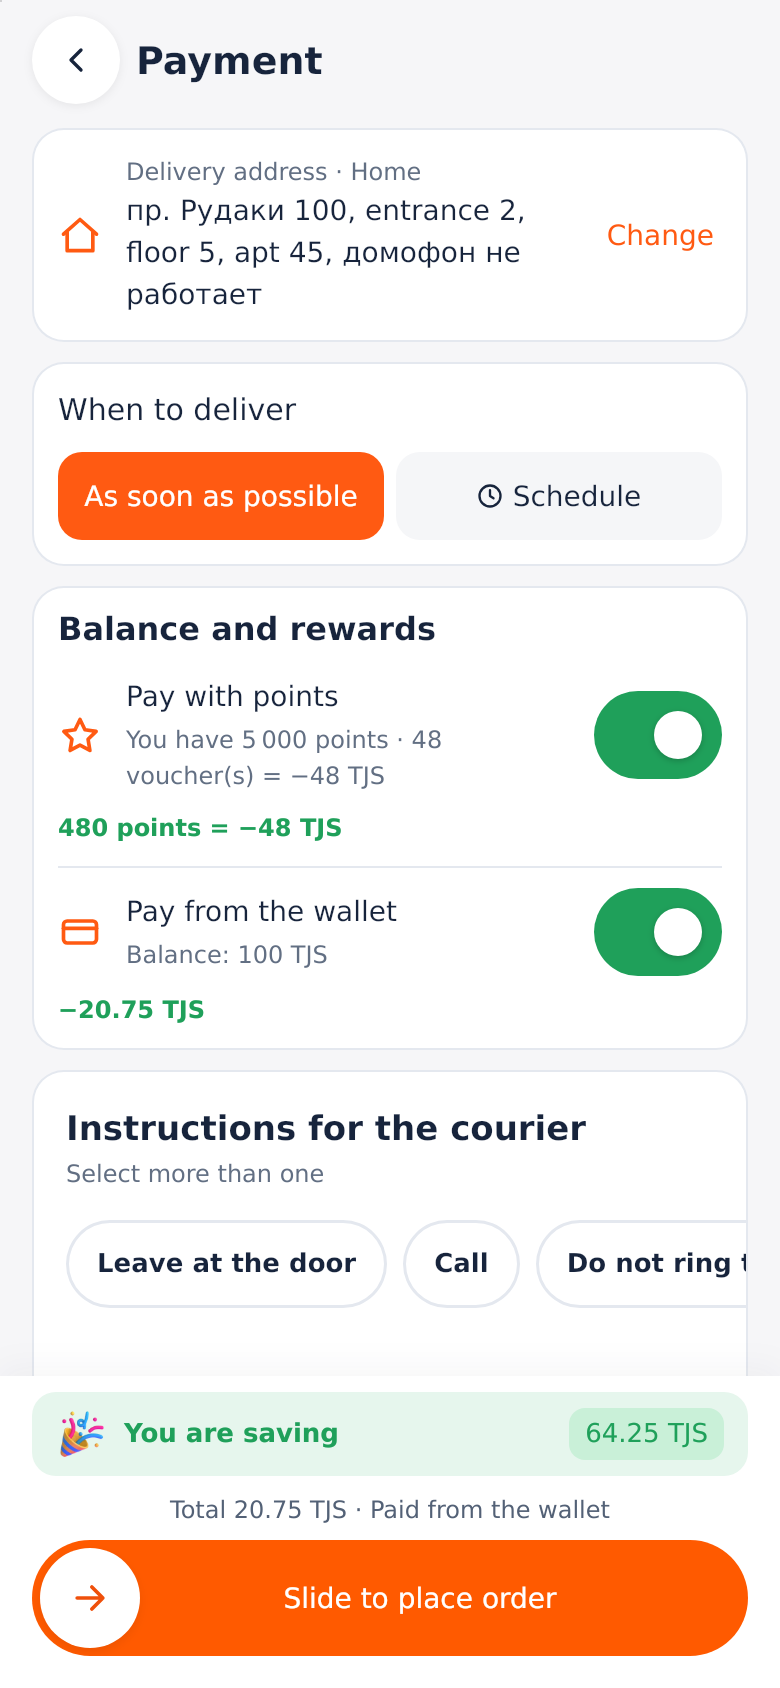 Payment
Delivery address · Home
пр. Рудаки 100, entrance 2,
floor 5, apt 45, домофон не
работает
Change
When to deliver
As soon as possible
Schedule
Balance and rewards
Pay with points
You have 5 000 points · 48
voucher(s) = −48 TJS
480 points = −48 TJS
Pay from the wallet
Balance: 100 TJS
−20.75 TJS
Instructions for the courier
Select more than one
Leave at the door
Call
Do not ring
You are saving
64.25 TJS
Total 20.75 TJS · Paid from the wallet
Slide to place order